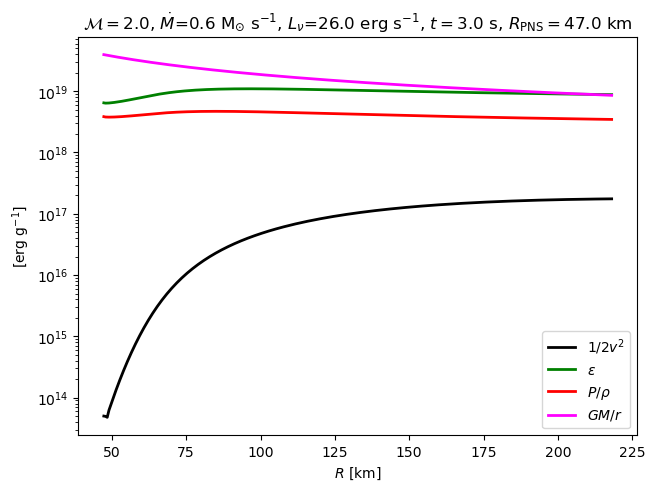 ℳ = 2.0, Ṁ=0.6 M⊙ s⁻¹, Lν=26.0 erg s⁻¹, t = 3.0 s, R_PNS = 47.0 km
[erg g⁻¹]
10¹⁹
10¹⁸
10¹⁷
10¹⁶
10¹⁵
10¹⁴
1/2v²
ε
P/ρ
GM/r
50 75 100 125 150 175 200 225
R [km]